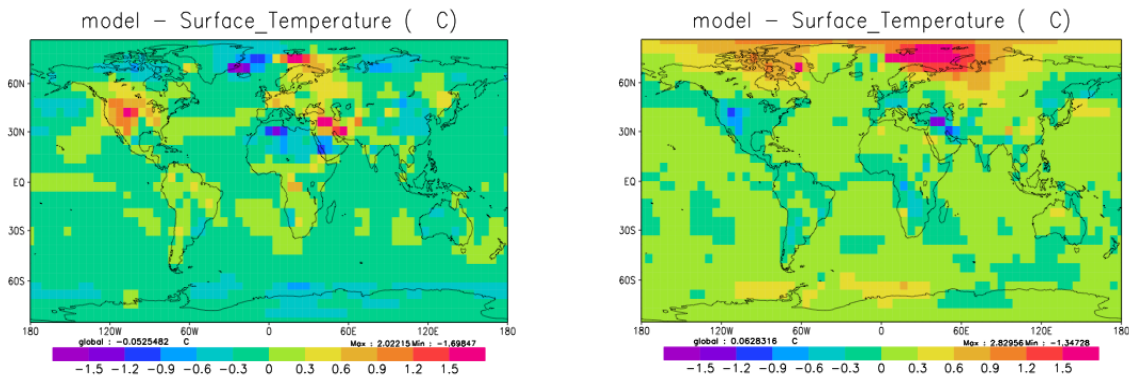 model - Surface_Temperature ( C)
60N
30N
EQ
30S
60S
180 120W 60W 0 60E 120E 180
global : -0.0525482 C Max : 2.02215 Min : -1.69847
-1.5 -1.2 -0.9 -0.6 -0.3 0 0.3 0.6 0.9 1.2 1.5
model - Surface_Temperature ( C)
60N
30N
EQ
30S
60S
180 120W 60W 0 60E 120E 180
global : 0.0628316 C Max : 2.82956 Min : -1.34728
-1.5 -1.2 -0.9 -0.6 -0.3 0 0.3 0.6 0.9 1.2 1.5